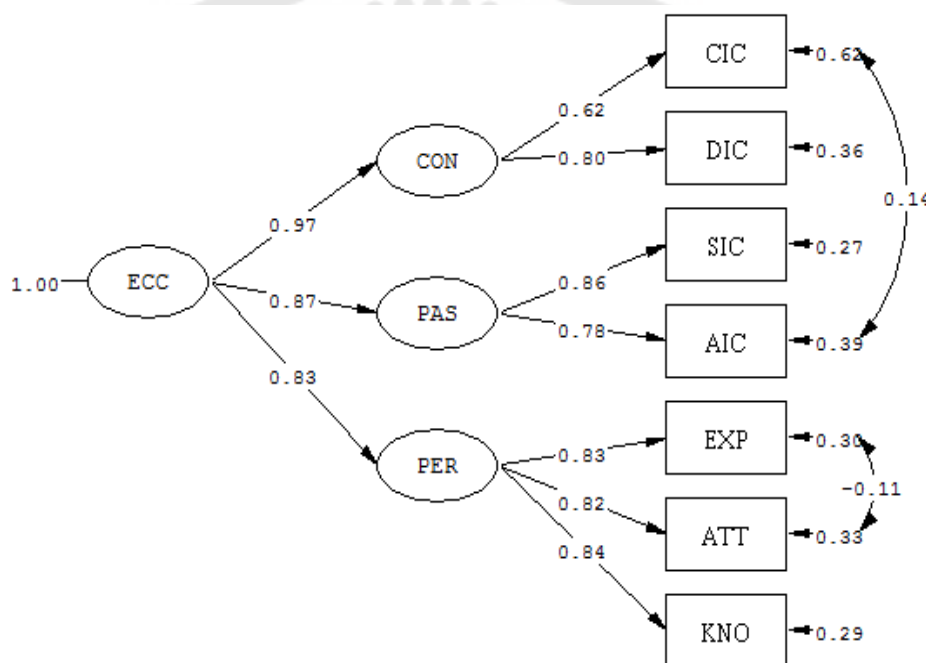 CIC
0.62
0.62
CON
0.80
DIC
0.36
0.97
0.14
SIC
0.27
1.00
ECC
0.87
0.86
PAS
0.78
AIC
0.39
0.83
EXP
0.30
0.83
PER
-0.11
0.82
ATT
0.33
0.84
KNO
0.29